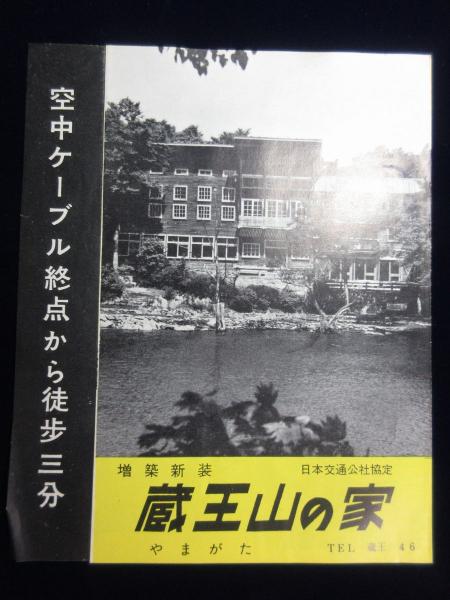 空中ケーブル終点から徒歩三分
増築新装
日本交通公社協定
蔵王山の家
やまがた
TEL 蔵王 46